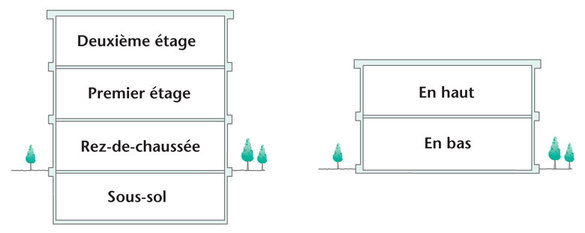 Deuxième étage
Premier étage
Rez-de-chaussée
Sous-sol
En haut
En bas